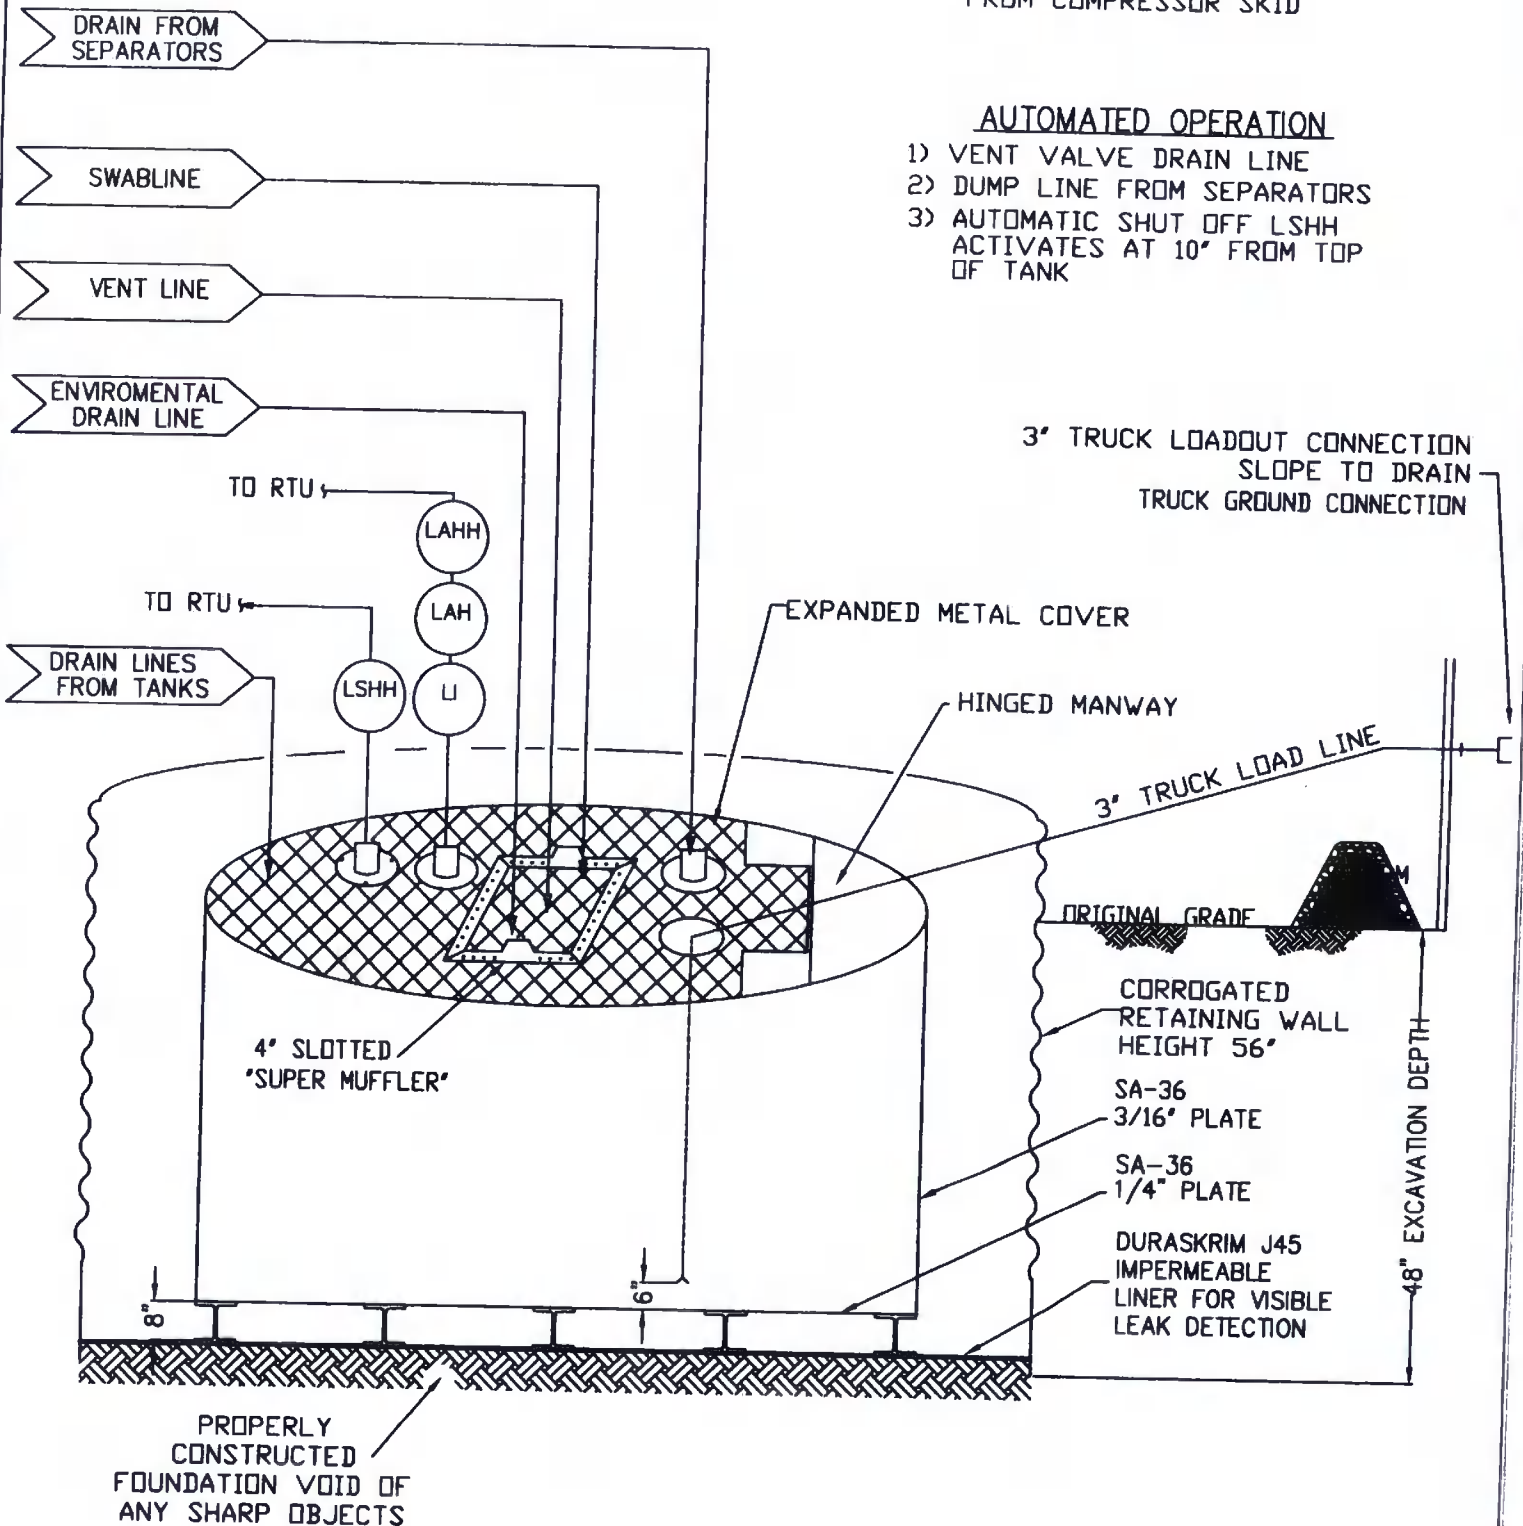 FROM COMPRESSOR SKID
DRAIN FROM
SEPARATORS
AUTOMATED OPERATION
1) VENT VALVE DRAIN LINE
2) DUMP LINE FROM SEPARATORS
3) AUTOMATIC SHUT OFF LSHH
ACTIVATES AT 10" FROM TOP
OF TANK
SWABLINE
VENT LINE
ENVIROMENTAL
DRAIN LINE
3" TRUCK LOADOUT CONNECTION
SLOPE TO DRAIN
TRUCK GROUND CONNECTION
TO RTU
LAHH
TO RTU
LAH
EXPANDED METAL COVER
DRAIN LINES
FROM TANKS
LSHH
LI
HINGED MANWAY
3" TRUCK LOAD LINE
M
ORIGINAL GRADE
CORROGATED
RETAINING WALL
HEIGHT 56"
4" SLOTTED
"SUPER MUFFLER"
SA-36
3/16" PLATE
SA-36
1/4" PLATE
48" EXCAVATION DEPTH
DURASKRIM J45
IMPERMEABLE
LINER FOR VISIBLE
LEAK DETECTION
8"
6"
PROPERLY
CONSTRUCTED
FOUNDATION VOID OF
ANY SHARP OBJECTS